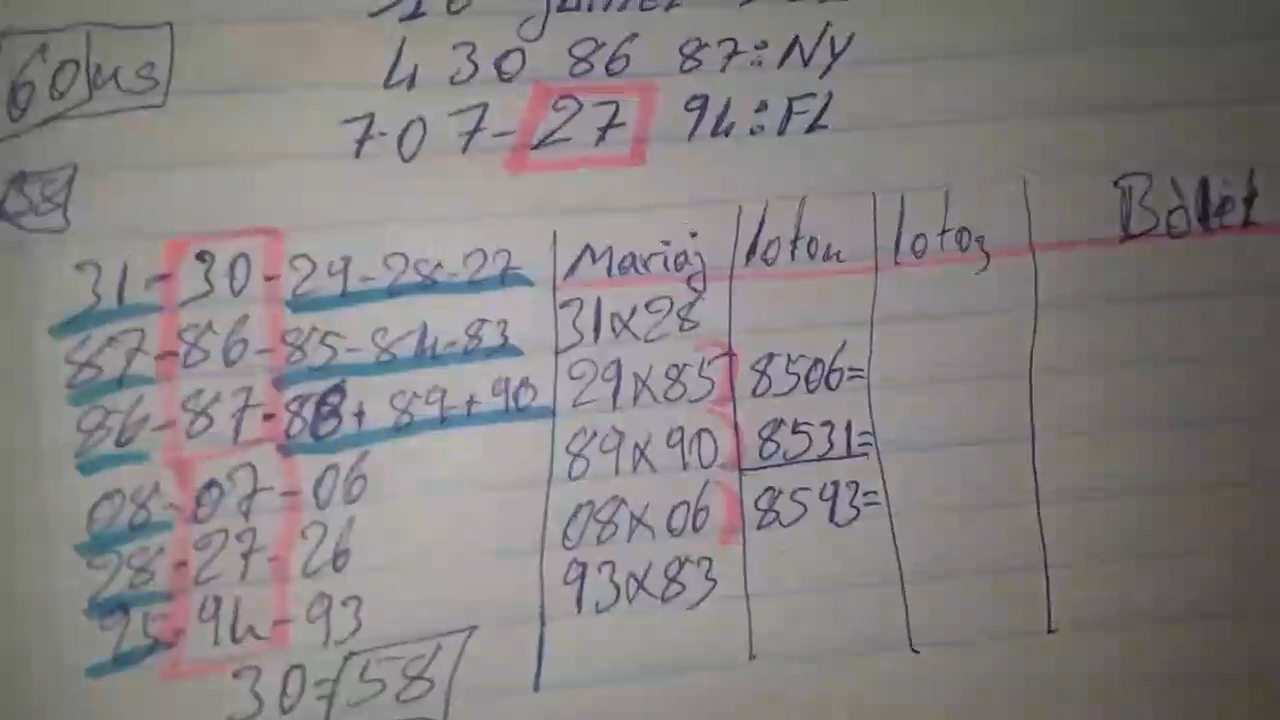 60 jus
4 30 86 87:NY
7-07-27 94:FL
58
Mariaj loto4 loto5 Bòlèt
31-30-29-28-27
31x28
87-86-85-84-83
29x85 8506=
86-87-88+89+90
89x90 8531=
08-07-06
08x06 8593=
28-27-26
93x83
95-94-93
30=58